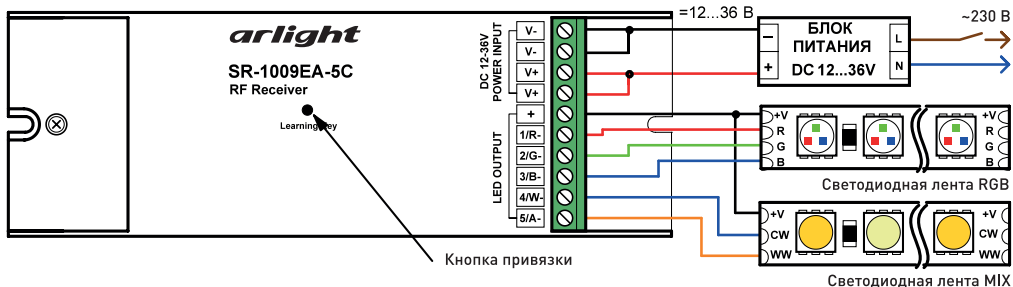 arlight
SR-1009EA-5C
RF Receiver
Learning Key
DC 12-36V
POWER INPUT
V-
V-
V+
V+
LED OUTPUT
+
1/R-
2/G-
3/B-
4/W-
5/A-
=12...36 В
–
+
БЛОК
ПИТАНИЯ
DC 12...36V
L
N
~230 В
+V
R
G
B
Светодиодная лента RGB
+V
CW
WW
+V
CW
WW
Светодиодная лента MIX
Кнопка привязки